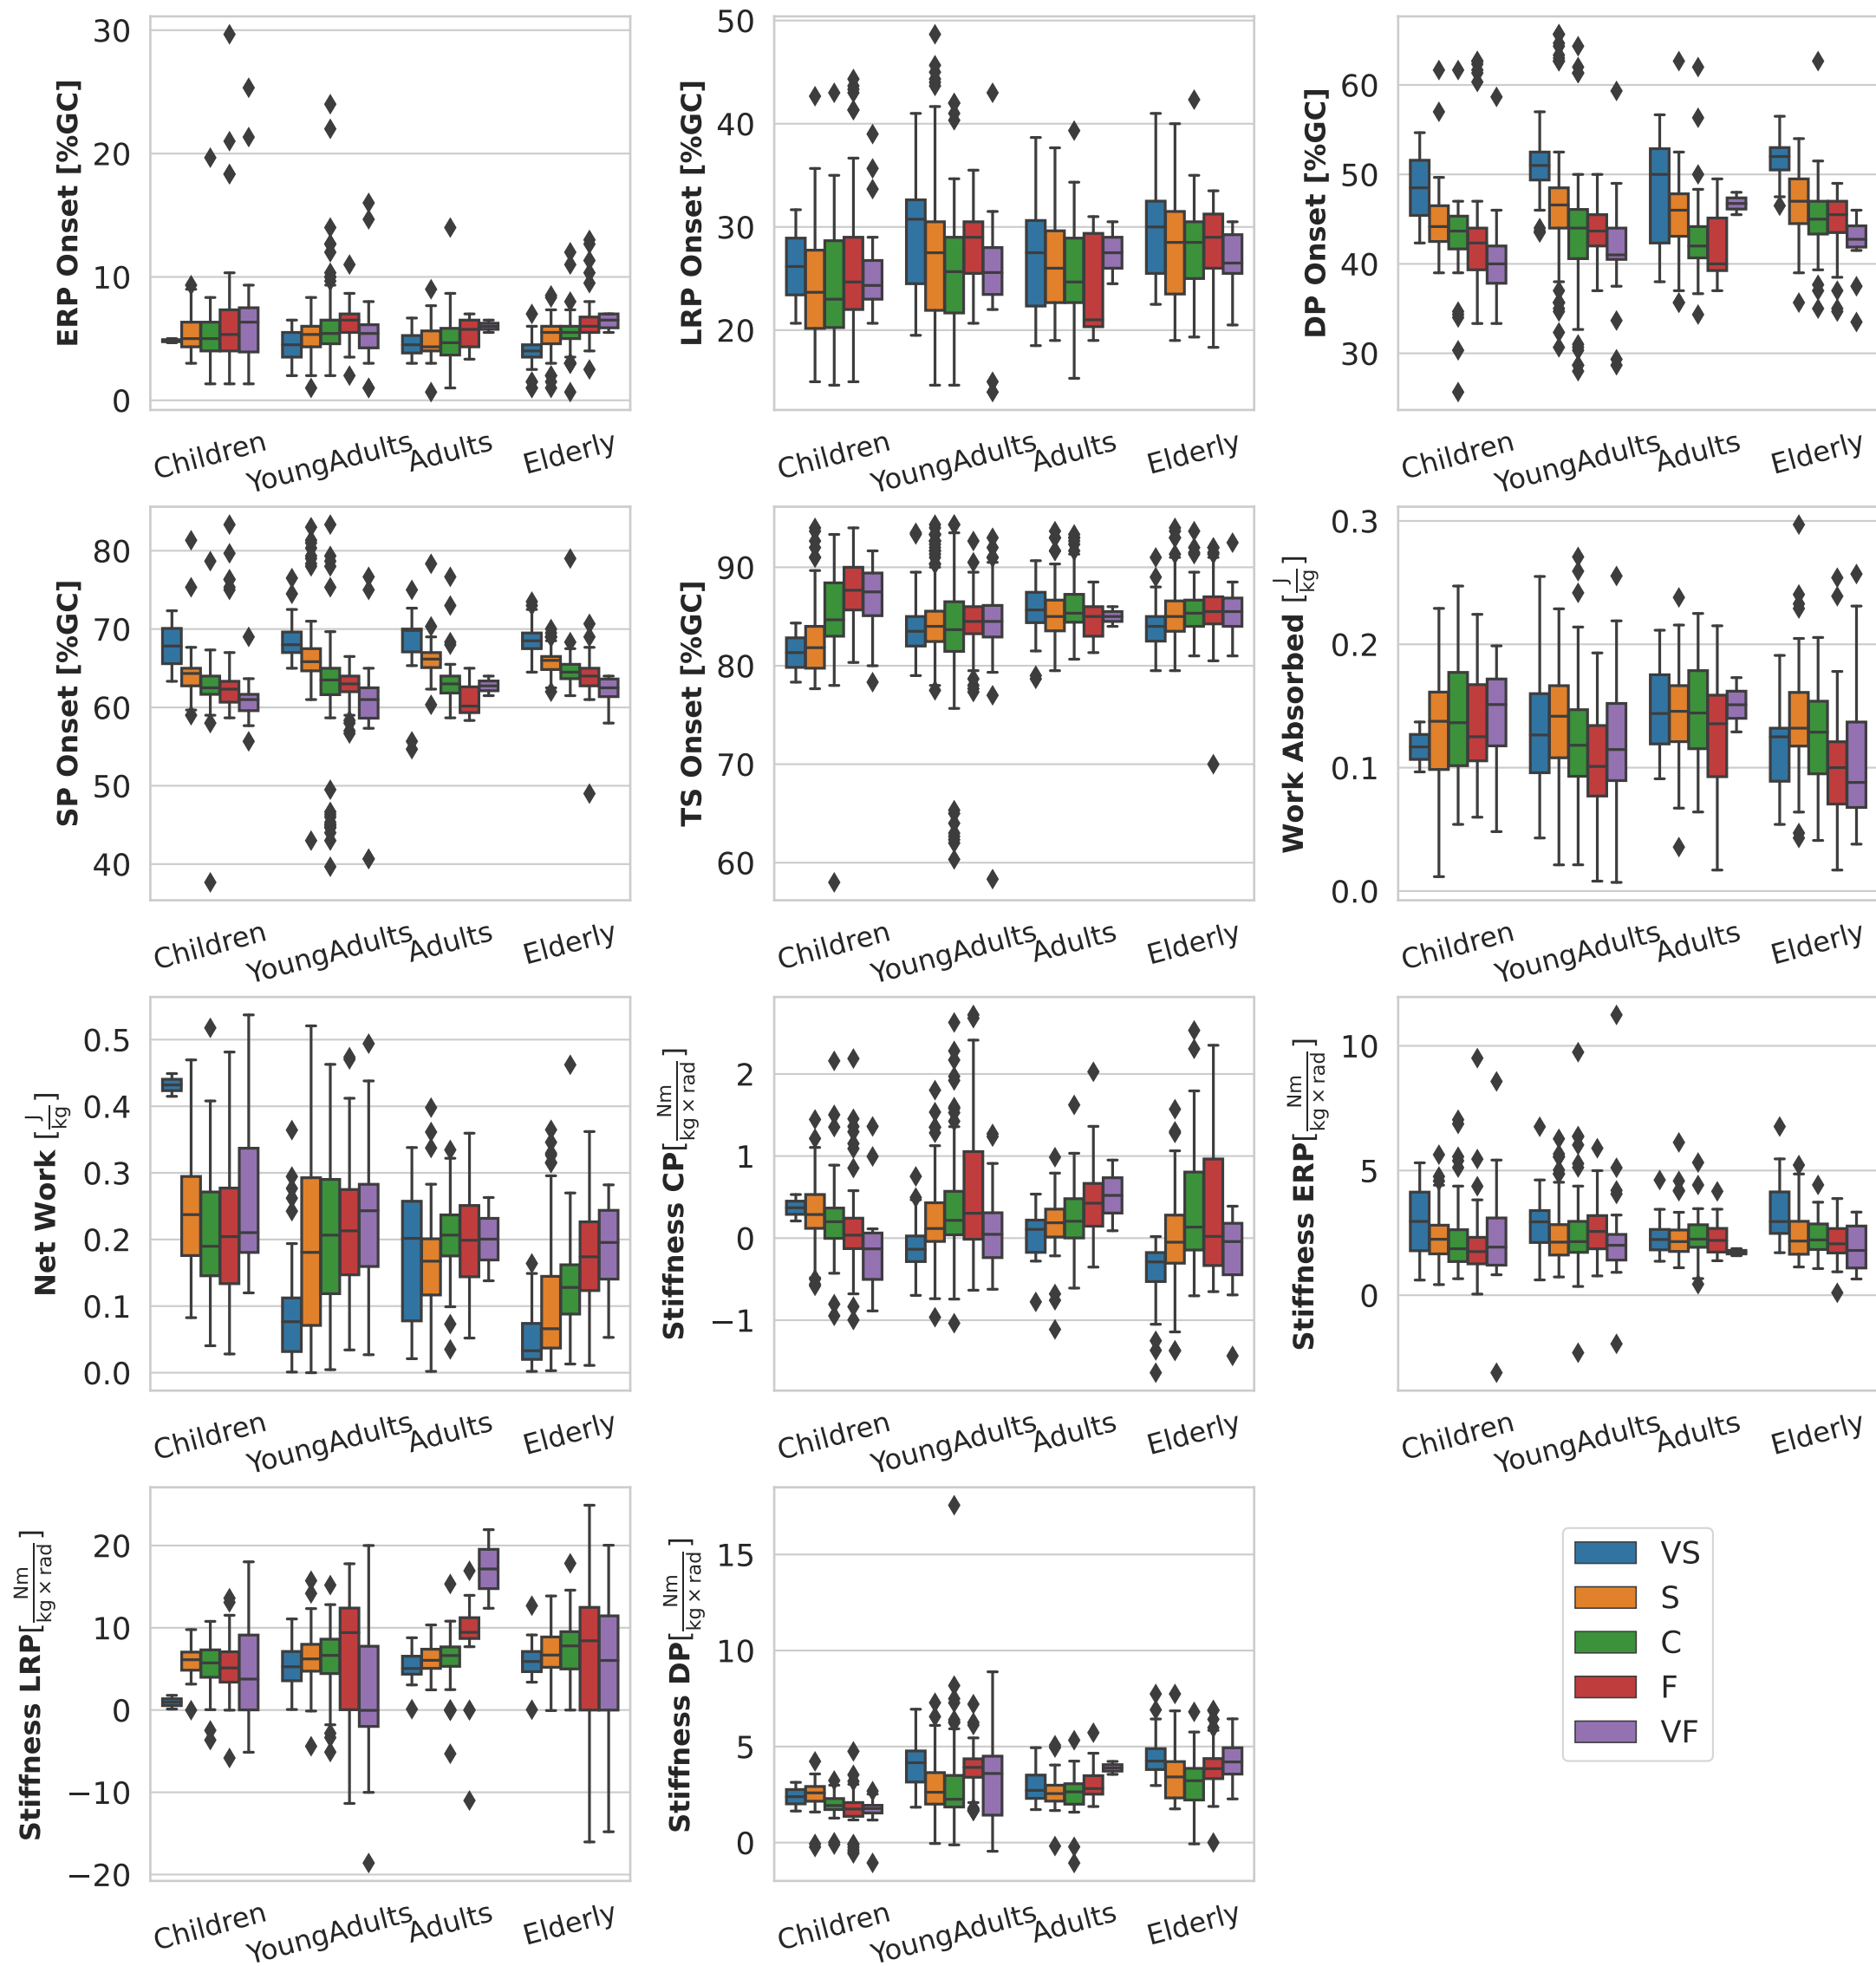 ERP Onset [%GC]
30
20
10
0
Children
YoungAdults
Adults
Elderly
LRP Onset [%GC]
50
40
30
20
Children
YoungAdults
Adults
Elderly
DP Onset [%GC]
60
50
40
30
Children
YoungAdults
Adults
Elderly
SP Onset [%GC]
80
70
60
50
40
Children
YoungAdults
Adults
Elderly
TS Onset [%GC]
90
80
70
60
Children
YoungAdults
Adults
Elderly
Work Absorbed [J/kg]
0.3
0.2
0.1
0.0
Children
YoungAdults
Adults
Elderly
Net Work [J/kg]
0.5
0.4
0.3
0.2
0.1
0.0
Children
YoungAdults
Adults
Elderly
Stiffness CP[Nm/kg × rad]
2
1
0
−1
Children
YoungAdults
Adults
Elderly
Stiffness ERP[Nm/kg × rad]
10
5
0
Children
YoungAdults
Adults
Elderly
Stiffness LRP[Nm/kg × rad]
20
10
0
−10
−20
Children
YoungAdults
Adults
Elderly
Stiffness DP[Nm/kg × rad]
15
10
5
0
Children
YoungAdults
Adults
Elderly
VS
S
C
F
VF